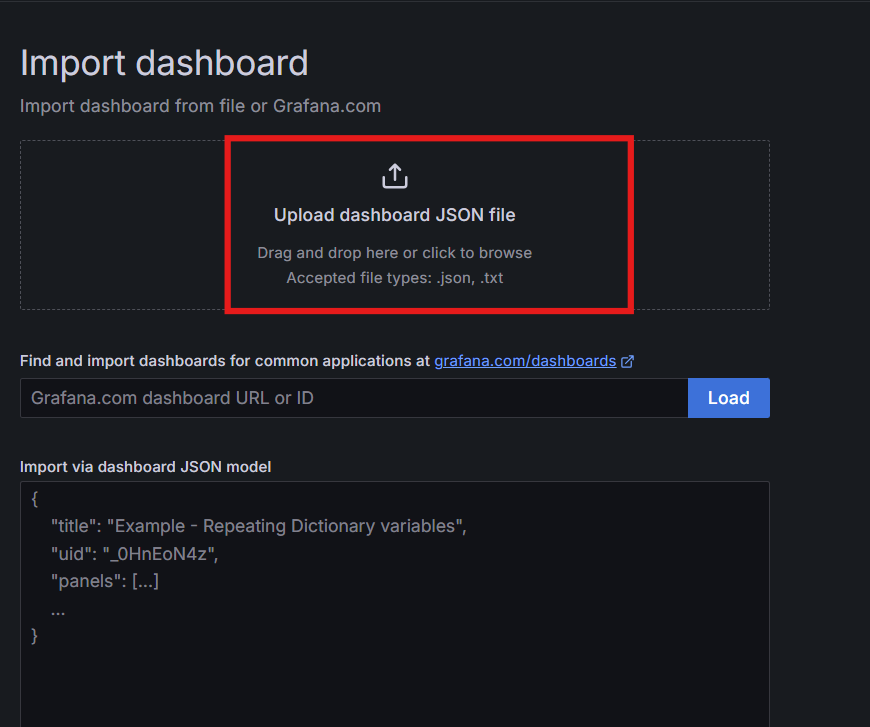 Import dashboard
Import dashboard from file or Grafana.com
Upload dashboard JSON file
Drag and drop here or click to browse
Accepted file types: .json, .txt
Find and import dashboards for common applications at grafana.com/dashboards
Grafana.com dashboard URL or ID
Load
Import via dashboard JSON model
{
"title": "Example - Repeating Dictionary variables",
"uid": "_0HnEoN4z",
"panels": [...]
...
}